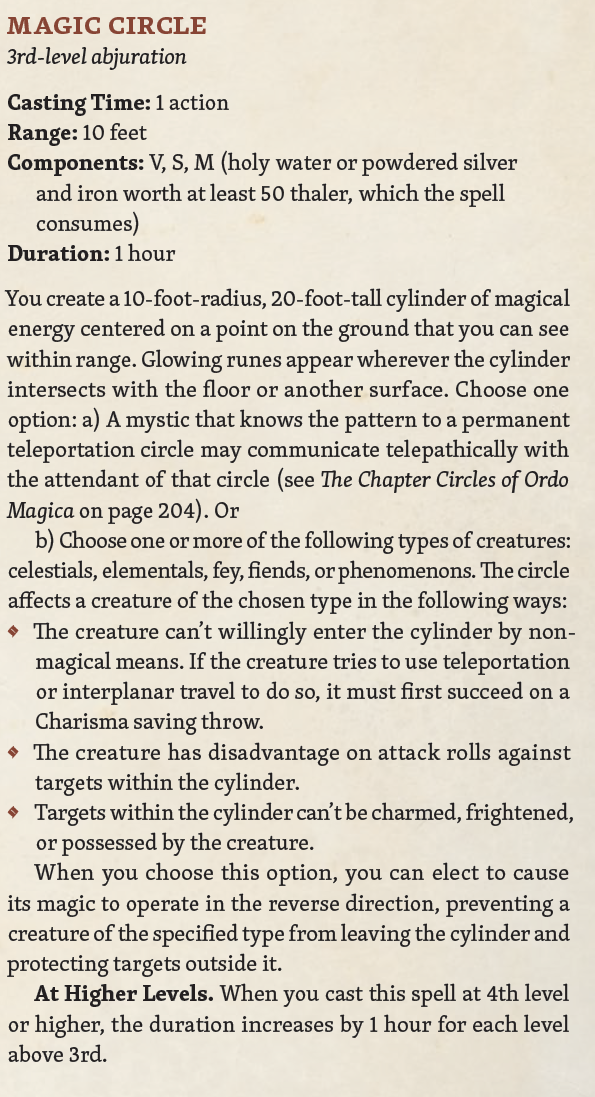 MAGIC CIRCLE
3rd-level abjuration
Casting Time: 1 action
Range: 10 feet
Components: V, S, M (holy water or powdered silver
and iron worth at least 50 thaler, which the spell
consumes)
Duration: 1 hour
You create a 10-foot-radius, 20-foot-tall cylinder of magical
energy centered on a point on the ground that you can see
within range. Glowing runes appear wherever the cylinder
intersects with the floor or another surface. Choose one
option: a) A mystic that knows the pattern to a permanent
teleportation circle may communicate telepathically with
the attendant of that circle (see The Chapter Circles of Ordo
Magica on page 204). Or
b) Choose one or more of the following types of creatures:
celestials, elementals, fey, fiends, or phenomenons. The circle
affects a creature of the chosen type in the following ways:
The creature can't willingly enter the cylinder by non-
magical means. If the creature tries to use teleportation
or interplanar travel to do so, it must first succeed on a
Charisma saving throw.
The creature has disadvantage on attack rolls against
targets within the cylinder.
Targets within the cylinder can't be charmed, frightened,
or possessed by the creature.
When you choose this option, you can elect to cause
its magic to operate in the reverse direction, preventing a
creature of the specified type from leaving the cylinder and
protecting targets outside it.
At Higher Levels. When you cast this spell at 4th level
or higher, the duration increases by 1 hour for each level
above 3rd.